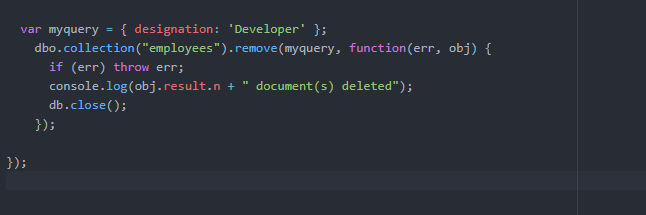 var myquery = { designation: 'Developer' };
dbo.collection("employees").remove(myquery, function(err, obj) {
if (err) throw err;
console.log(obj.result.n + " document(s) deleted");
db.close();
});
});